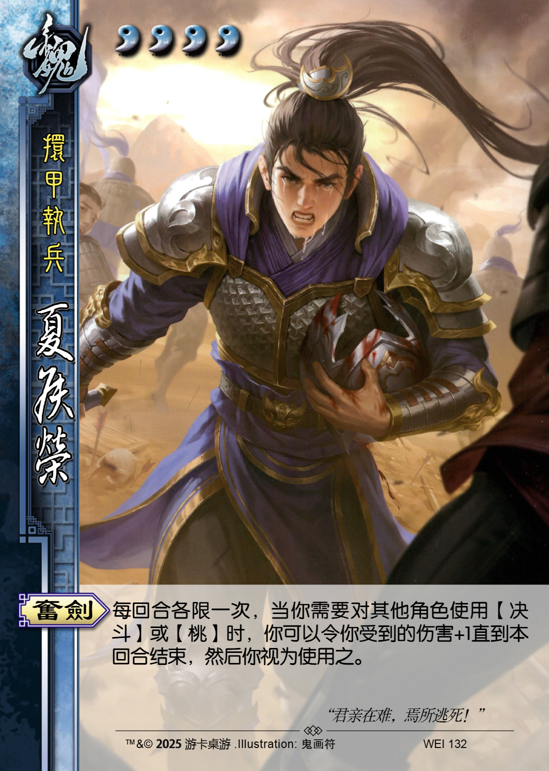 魏
擐甲執兵
夏侯榮
奮劍
每回合各限一次，当你需要对其他角色使用【决
斗】或【桃】时，你可以令你受到的伤害+1直到本
回合结束，然后你视为使用之。
“君亲在难，焉所逃死！”
™&© 2025 游卡桌游 .Illustration: 鬼画符
WEI 132